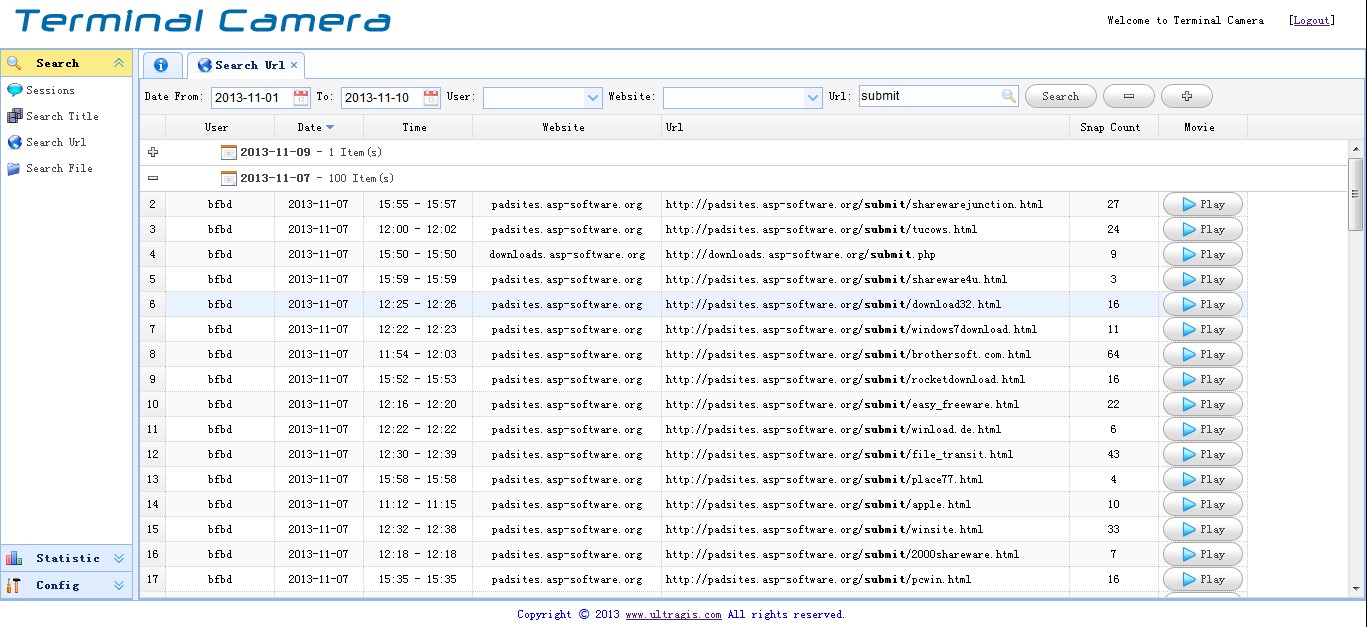 Terminal Camera
Welcome to Terminal Camera [Logout]
Search
Sessions
Search Title
Search Url
Search File
Statistic
Config
Search Url ×
Date From: 2013-11-01 To: 2013-11-10 User: Website: Url: submit Search
User Date Time Website Url Snap Count Movie
2013-11-09 - 1 Item(s)
2013-11-07 - 100 Item(s)
2 bfbd 2013-11-07 15:55 - 15:57 padsites.asp-software.org http://padsites.asp-software.org/submit/sharewarejunction.html 27 Play
3 bfbd 2013-11-07 12:00 - 12:02 padsites.asp-software.org http://padsites.asp-software.org/submit/tucows.html 24 Play
4 bfbd 2013-11-07 15:50 - 15:50 downloads.asp-software.org http://downloads.asp-software.org/submit.php 9 Play
5 bfbd 2013-11-07 15:59 - 15:59 padsites.asp-software.org http://padsites.asp-software.org/submit/shareware4u.html 3 Play
6 bfbd 2013-11-07 12:25 - 12:26 padsites.asp-software.org http://padsites.asp-software.org/submit/download32.html 16 Play
7 bfbd 2013-11-07 12:22 - 12:23 padsites.asp-software.org http://padsites.asp-software.org/submit/windows7download.html 11 Play
8 bfbd 2013-11-07 11:54 - 12:03 padsites.asp-software.org http://padsites.asp-software.org/submit/brothersoft.com.html 64 Play
9 bfbd 2013-11-07 15:52 - 15:53 padsites.asp-software.org http://padsites.asp-software.org/submit/rocketdownload.html 16 Play
10 bfbd 2013-11-07 12:16 - 12:20 padsites.asp-software.org http://padsites.asp-software.org/submit/easy_freeware.html 22 Play
11 bfbd 2013-11-07 12:22 - 12:22 padsites.asp-software.org http://padsites.asp-software.org/submit/winload.de.html 6 Play
12 bfbd 2013-11-07 12:30 - 12:39 padsites.asp-software.org http://padsites.asp-software.org/submit/file_transit.html 43 Play
13 bfbd 2013-11-07 15:58 - 15:58 padsites.asp-software.org http://padsites.asp-software.org/submit/place77.html 4 Play
14 bfbd 2013-11-07 11:12 - 11:15 padsites.asp-software.org http://padsites.asp-software.org/submit/apple.html 10 Play
15 bfbd 2013-11-07 12:32 - 12:38 padsites.asp-software.org http://padsites.asp-software.org/submit/winsite.html 33 Play
16 bfbd 2013-11-07 12:18 - 12:18 padsites.asp-software.org http://padsites.asp-software.org/submit/2000shareware.html 7 Play
17 bfbd 2013-11-07 15:35 - 15:35 padsites.asp-software.org http://padsites.asp-software.org/submit/pcwin.html 16 Play
Copyright © 2013 www.ultragis.com All rights reserved.